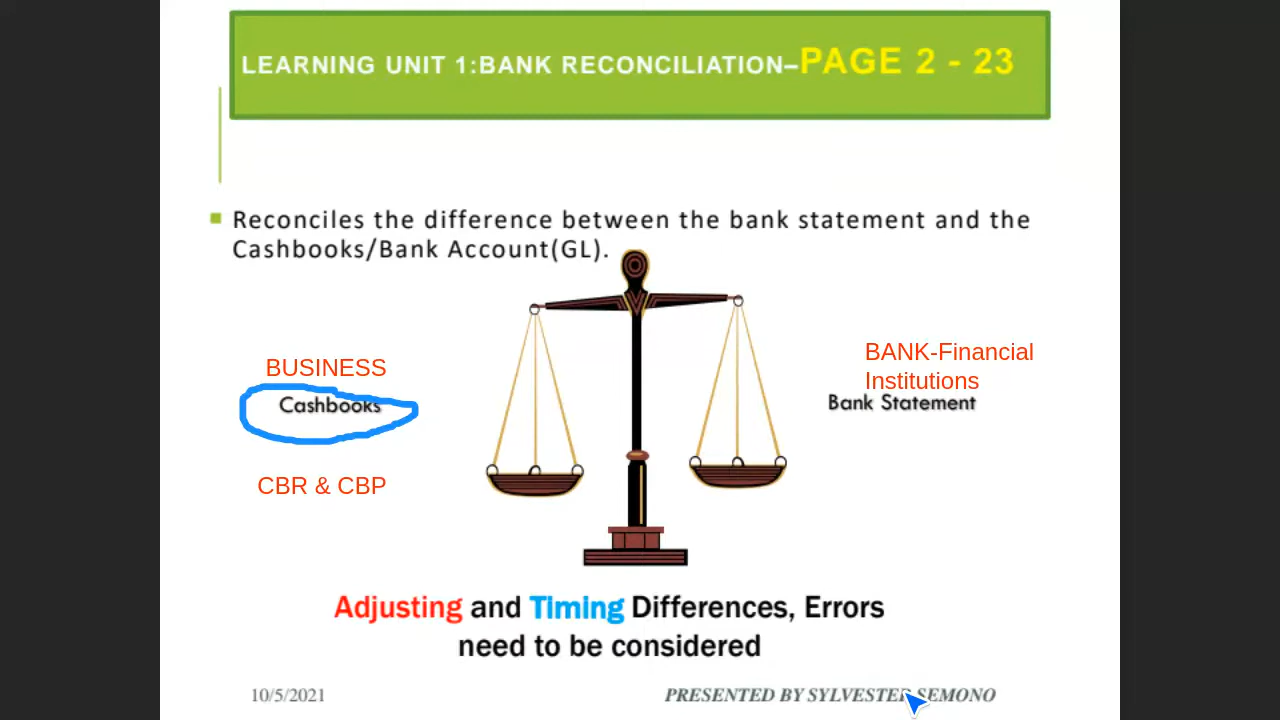 LEARNING UNIT 1:BANK RECONCILIATION–PAGE 2 - 23
Reconciles the difference between the bank statement and the
Cashbooks/Bank Account(GL).
BUSINESS
Cashbooks
CBR & CBP
BANK-Financial
Institutions
Bank Statement
Adjusting and Timing Differences, Errors
need to be considered
10/5/2021
PRESENTED BY SYLVESTER SEMONO